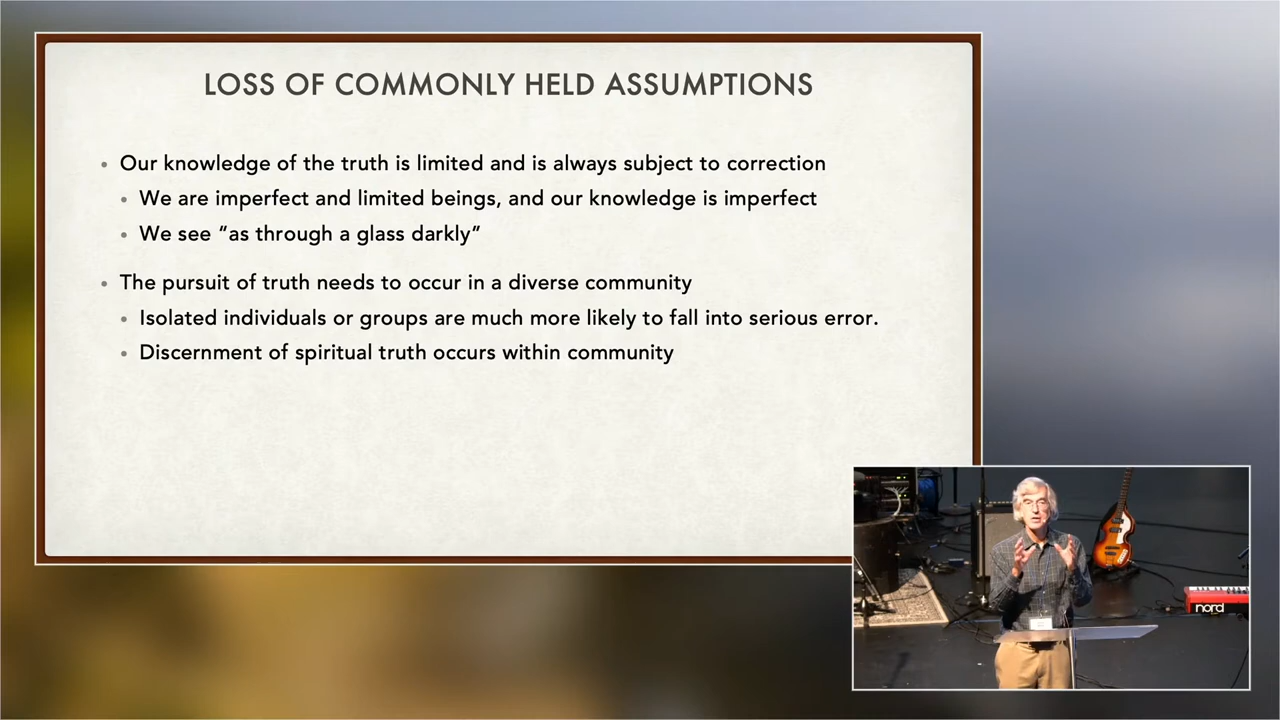 LOSS OF COMMONLY HELD ASSUMPTIONS
• Our knowledge of the truth is limited and is always subject to correction
• We are imperfect and limited beings, and our knowledge is imperfect
• We see “as through a glass darkly”
• The pursuit of truth needs to occur in a diverse community
• Isolated individuals or groups are much more likely to fall into serious error.
• Discernment of spiritual truth occurs within community
nord